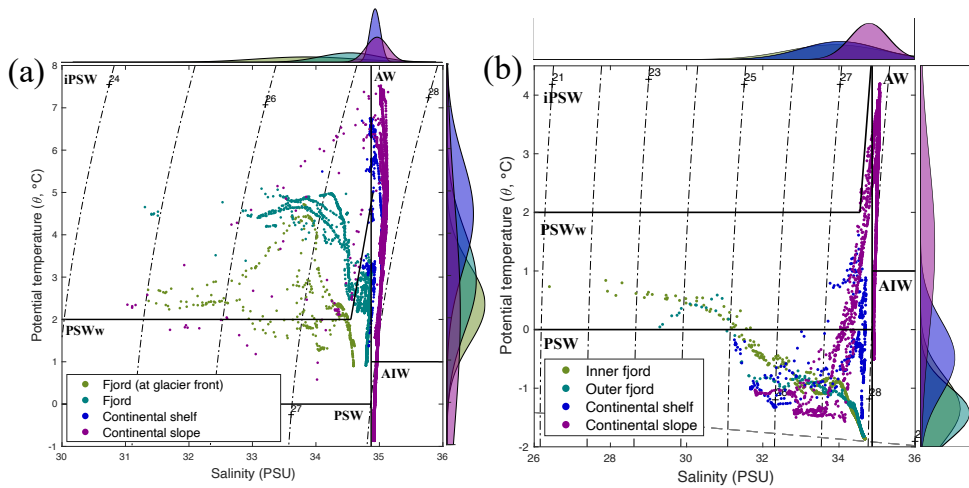 (a)
iPSW
24
26
AW
28
8
7
6
5
4
3
2
1
0
-1
Potential temperature (θ, °C)
PSWw
AIW
27
PSW
Fjord (at glacier front)
Fjord
Continental shelf
Continental slope
30
31
32
33
34
35
36
Salinity (PSU)
(b)
21
23
25
27
AW
iPSW
4
3
2
1
0
-1
-2
Potential temperature (θ, °C)
PSWw
AIW
PSW
28
Inner fjord
Outer fjord
Continental shelf
Continental slope
26
28
30
32
34
36
Salinity (PSU)